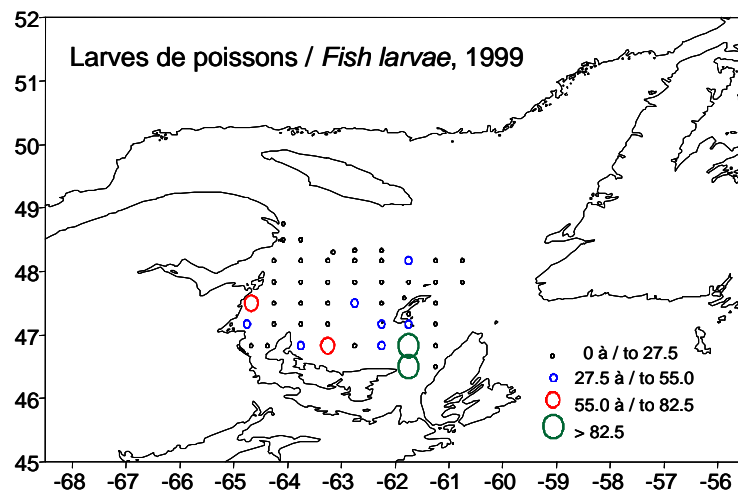 Larves de poissons / Fish larvae, 1999
52
51
50
49
48
47
46
45
0 à / to 27.5
27.5 à / to 55.0
55.0 à / to 82.5
> 82.5
-68 -67 -66 -65 -64 -63 -62 -61 -60 -59 -58 -57 -56